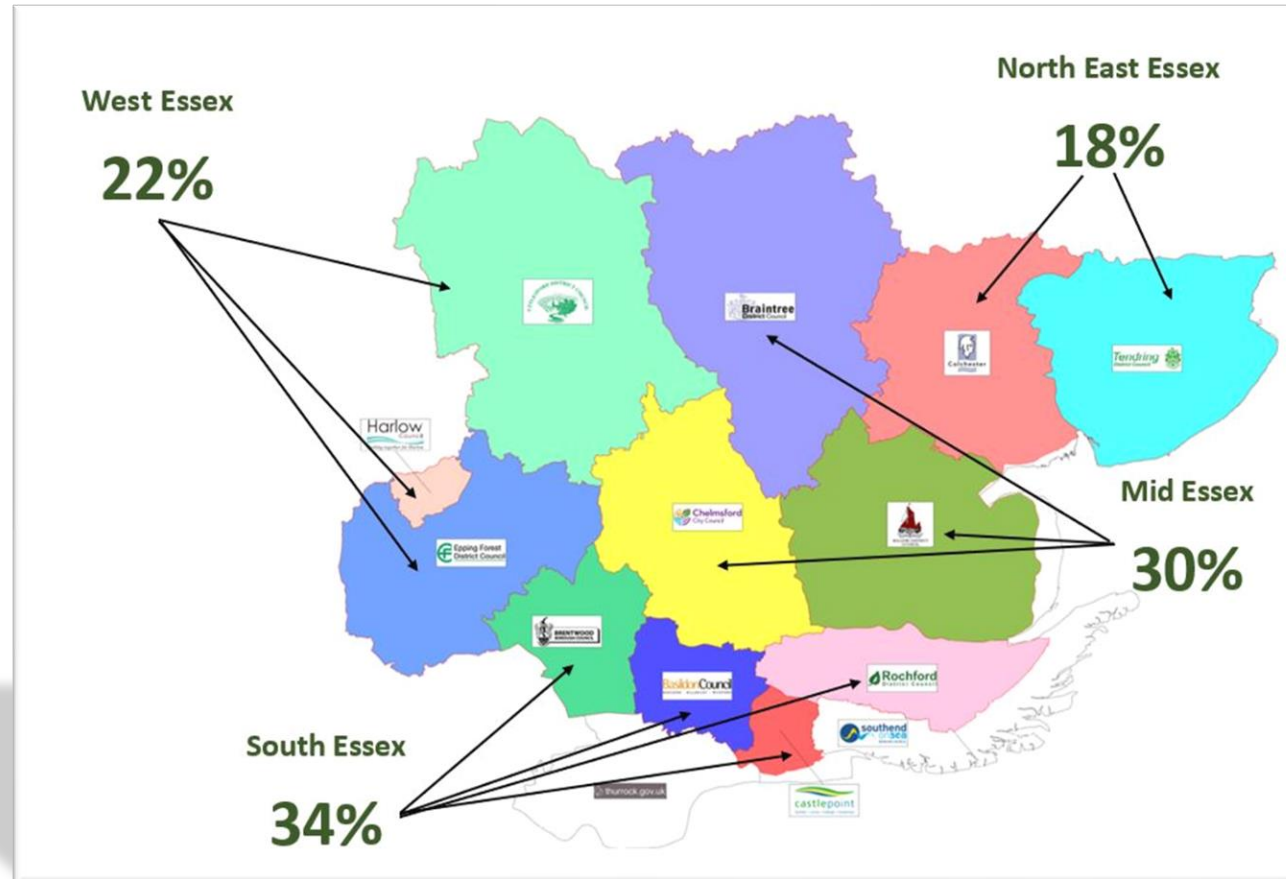 North East Essex
18%
West Essex
22%
Braintree
District Council
Colchester
Tendring
District Council
Harlow
Council
Mid Essex
30%
Chelmsford
City Council
Epping Forest
District Council
BRENTWOOD
BOROUGH COUNCIL
BasildonCouncil
Rochford
District Council
southend
on sea
South Essex
34%
thurrock.gov.uk
castlepoint